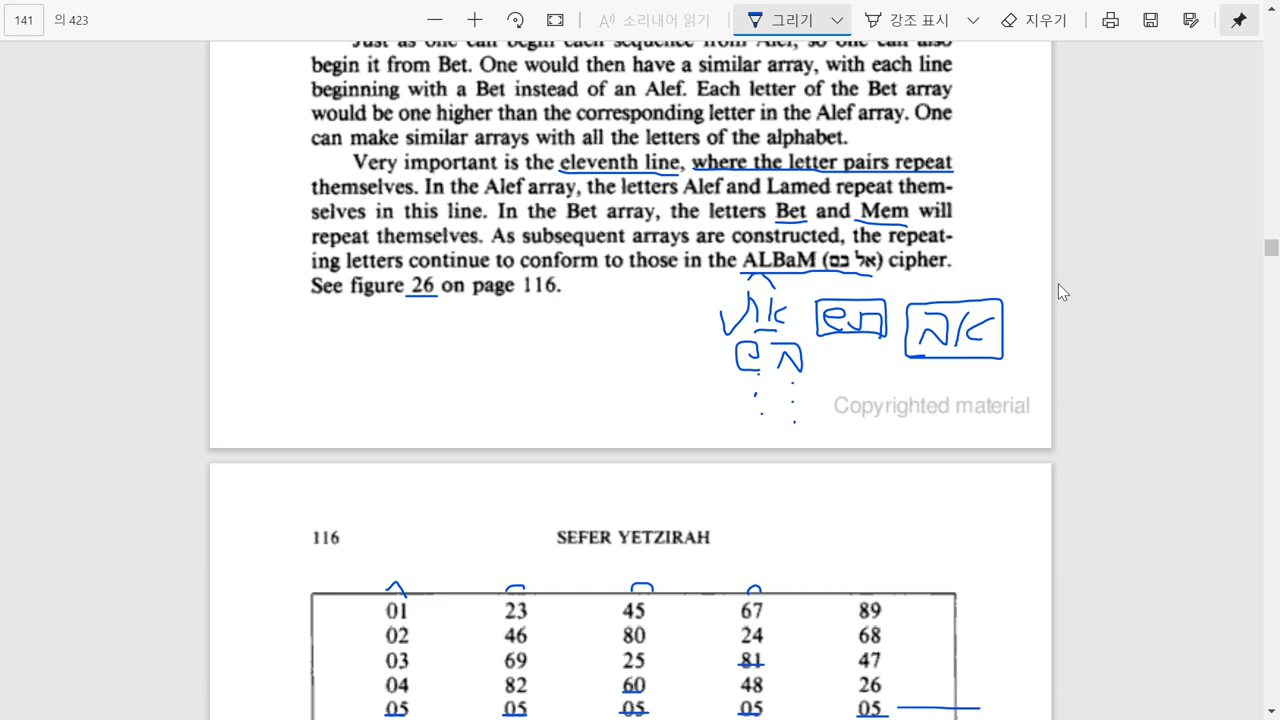 141 의 423 소리내어 읽기 그리기 강조 표시 지우기
Just as one can begin each sequence from Alef, so one can also
begin it from Bet. One would then have a similar array, with each line
beginning with a Bet instead of an Alef. Each letter of the Bet array
would be one higher than the corresponding letter in the Alef array. One
can make similar arrays with all the letters of the alphabet.
Very important is the eleventh line, where the letter pairs repeat
themselves. In the Alef array, the letters Alef and Lamed repeat them-
selves in this line. In the Bet array, the letters Bet and Mem will
repeat themselves. As subsequent arrays are constructed, the repeat-
ing letters continue to conform to those in the ALBaM (אל בם) cipher.
See figure 26 on page 116.
Copyrighted material
116 SEFER YETZIRAH
01 23 45 67 89
02 46 80 24 68
03 69 25 81 47
04 82 60 48 26
05 05 05 05 05